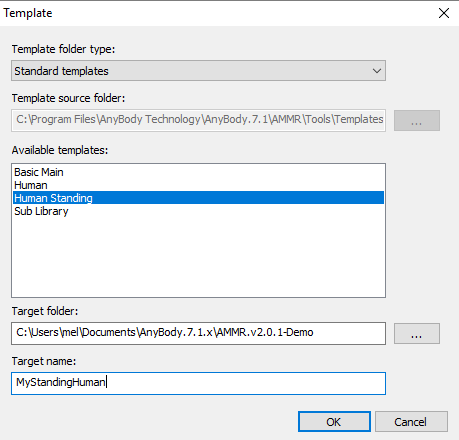 Template
Template folder type:
Standard templates
Template source folder:
C:\Program Files\AnyBody Technology\AnyBody.7.1\AMMR\Tools\Templates
...
Available templates:
Basic Main
Human
Human Standing
Sub Library
Target folder:
C:\Users\mel\Documents\AnyBody.7.1.x\AMMR.v2.0.1-Demo
...
Target name:
MyStandingHuman
OK
Cancel